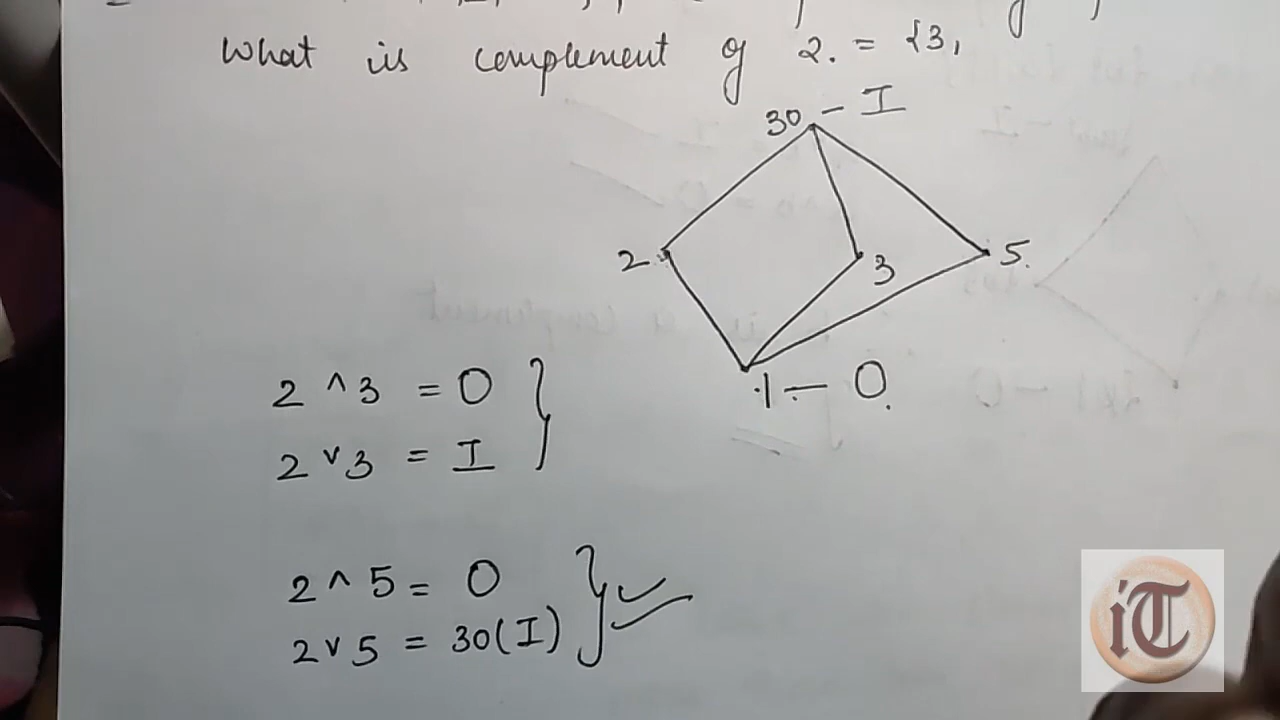 What is complement of 2. = {3,
30 - I
2
3
5.
1 - 0.
2 ^ 3 = 0
2 v 3 = I
2 ^ 5 = 0
2 v 5 = 30(I)
iT